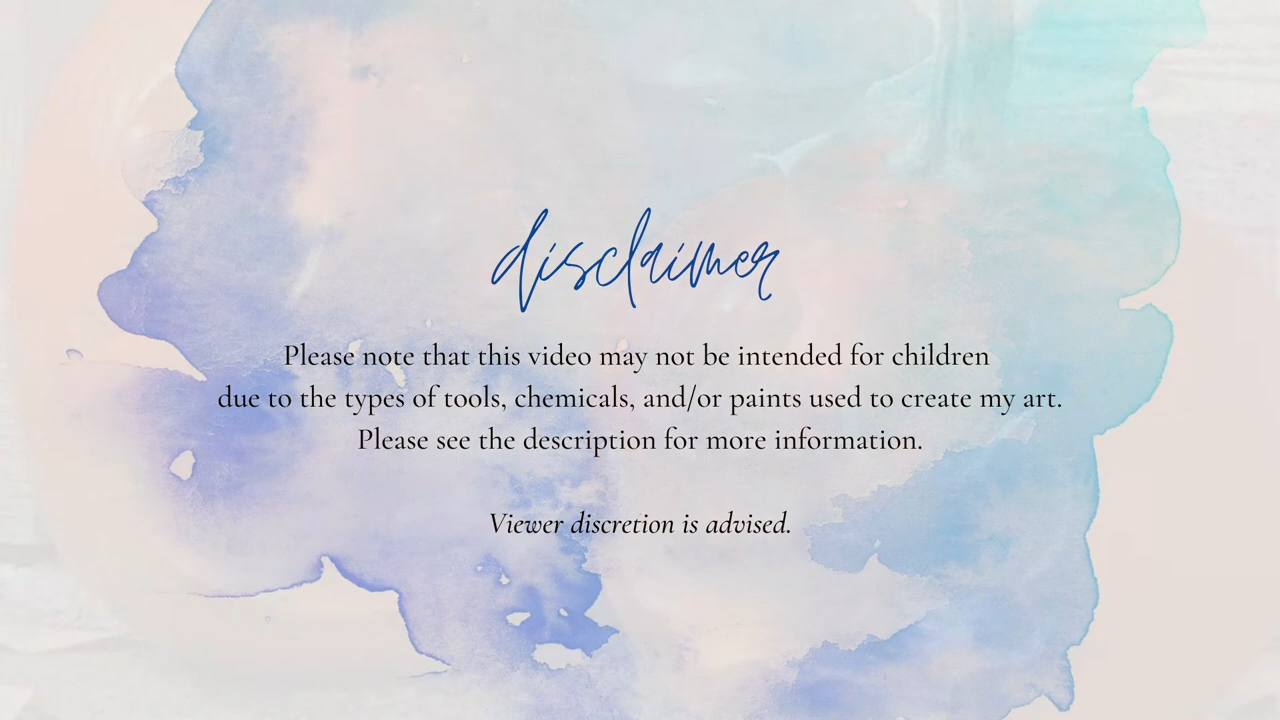 disclaimer
Please note that this video may not be intended for children
due to the types of tools, chemicals, and/or paints used to create my art.
Please see the description for more information.
Viewer discretion is advised.